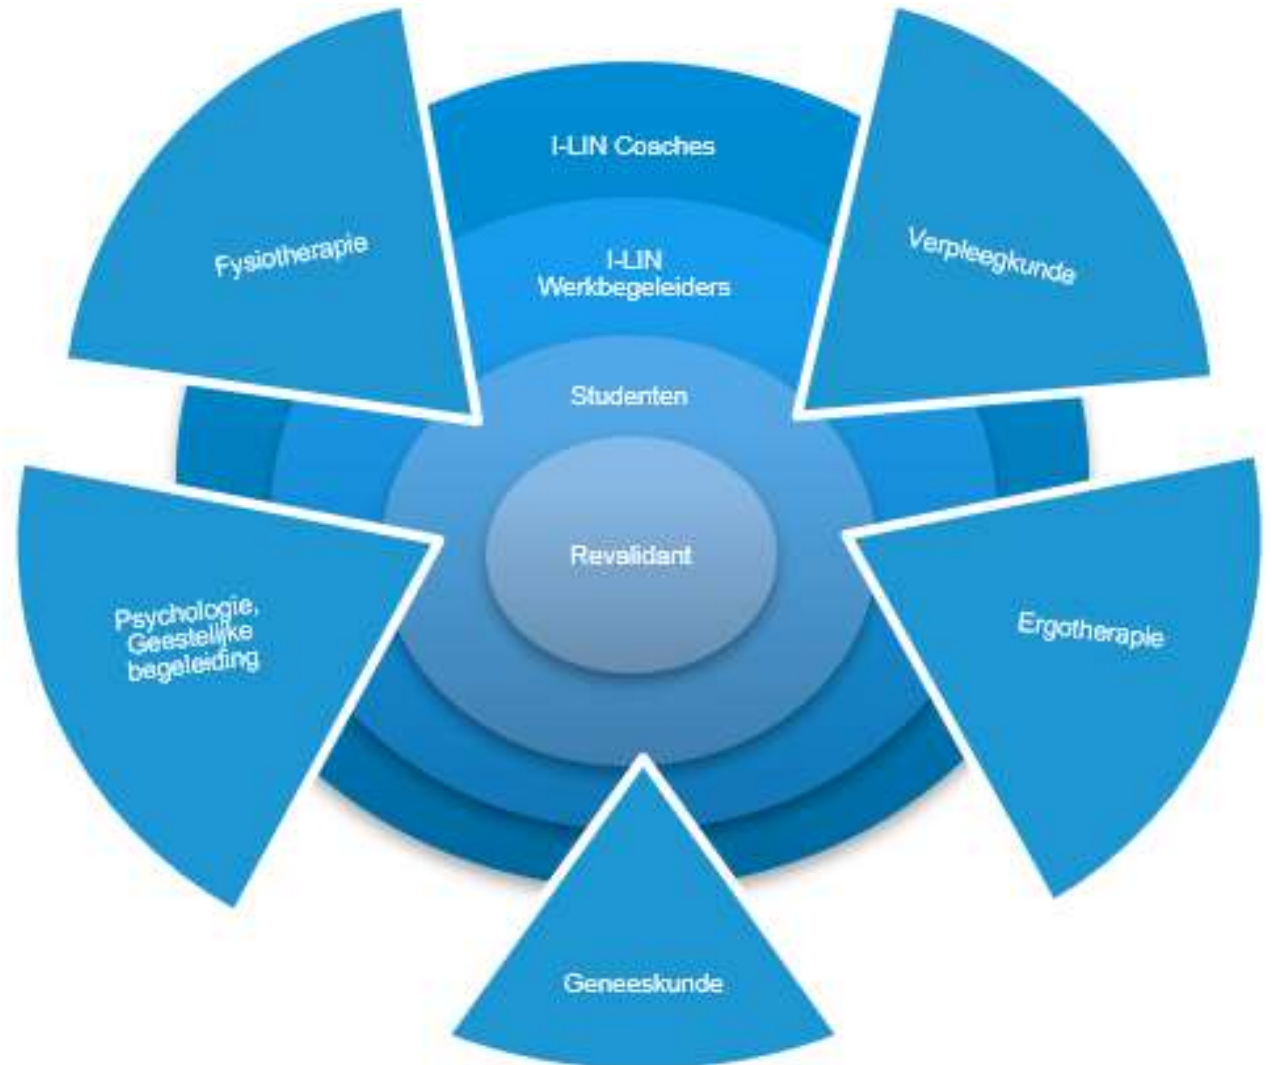 I-LIN Coaches
Fysiotherapie
Verpleegkunde
I-LIN
Werkbegeleiders
Studenten
Revalidant
Psychologie,
Geestelijke
begeleiding
Ergotherapie
Geneeskunde